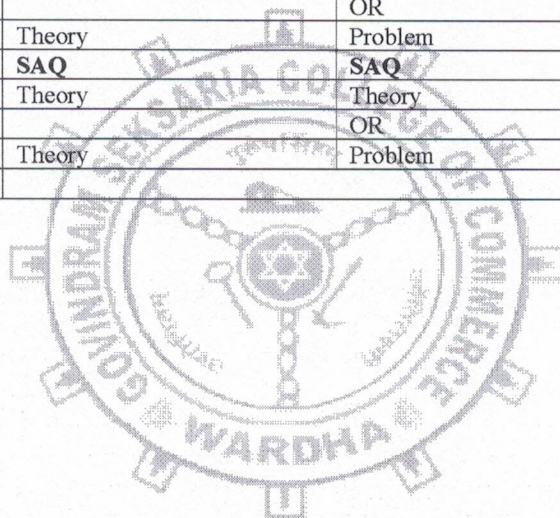 OR
Theory Problem
SAQ SAQ
Theory Theory
OR
Theory Problem
GOVINDRAM SEKSARIA COLLEGE OF COMMERCE
WARDHA